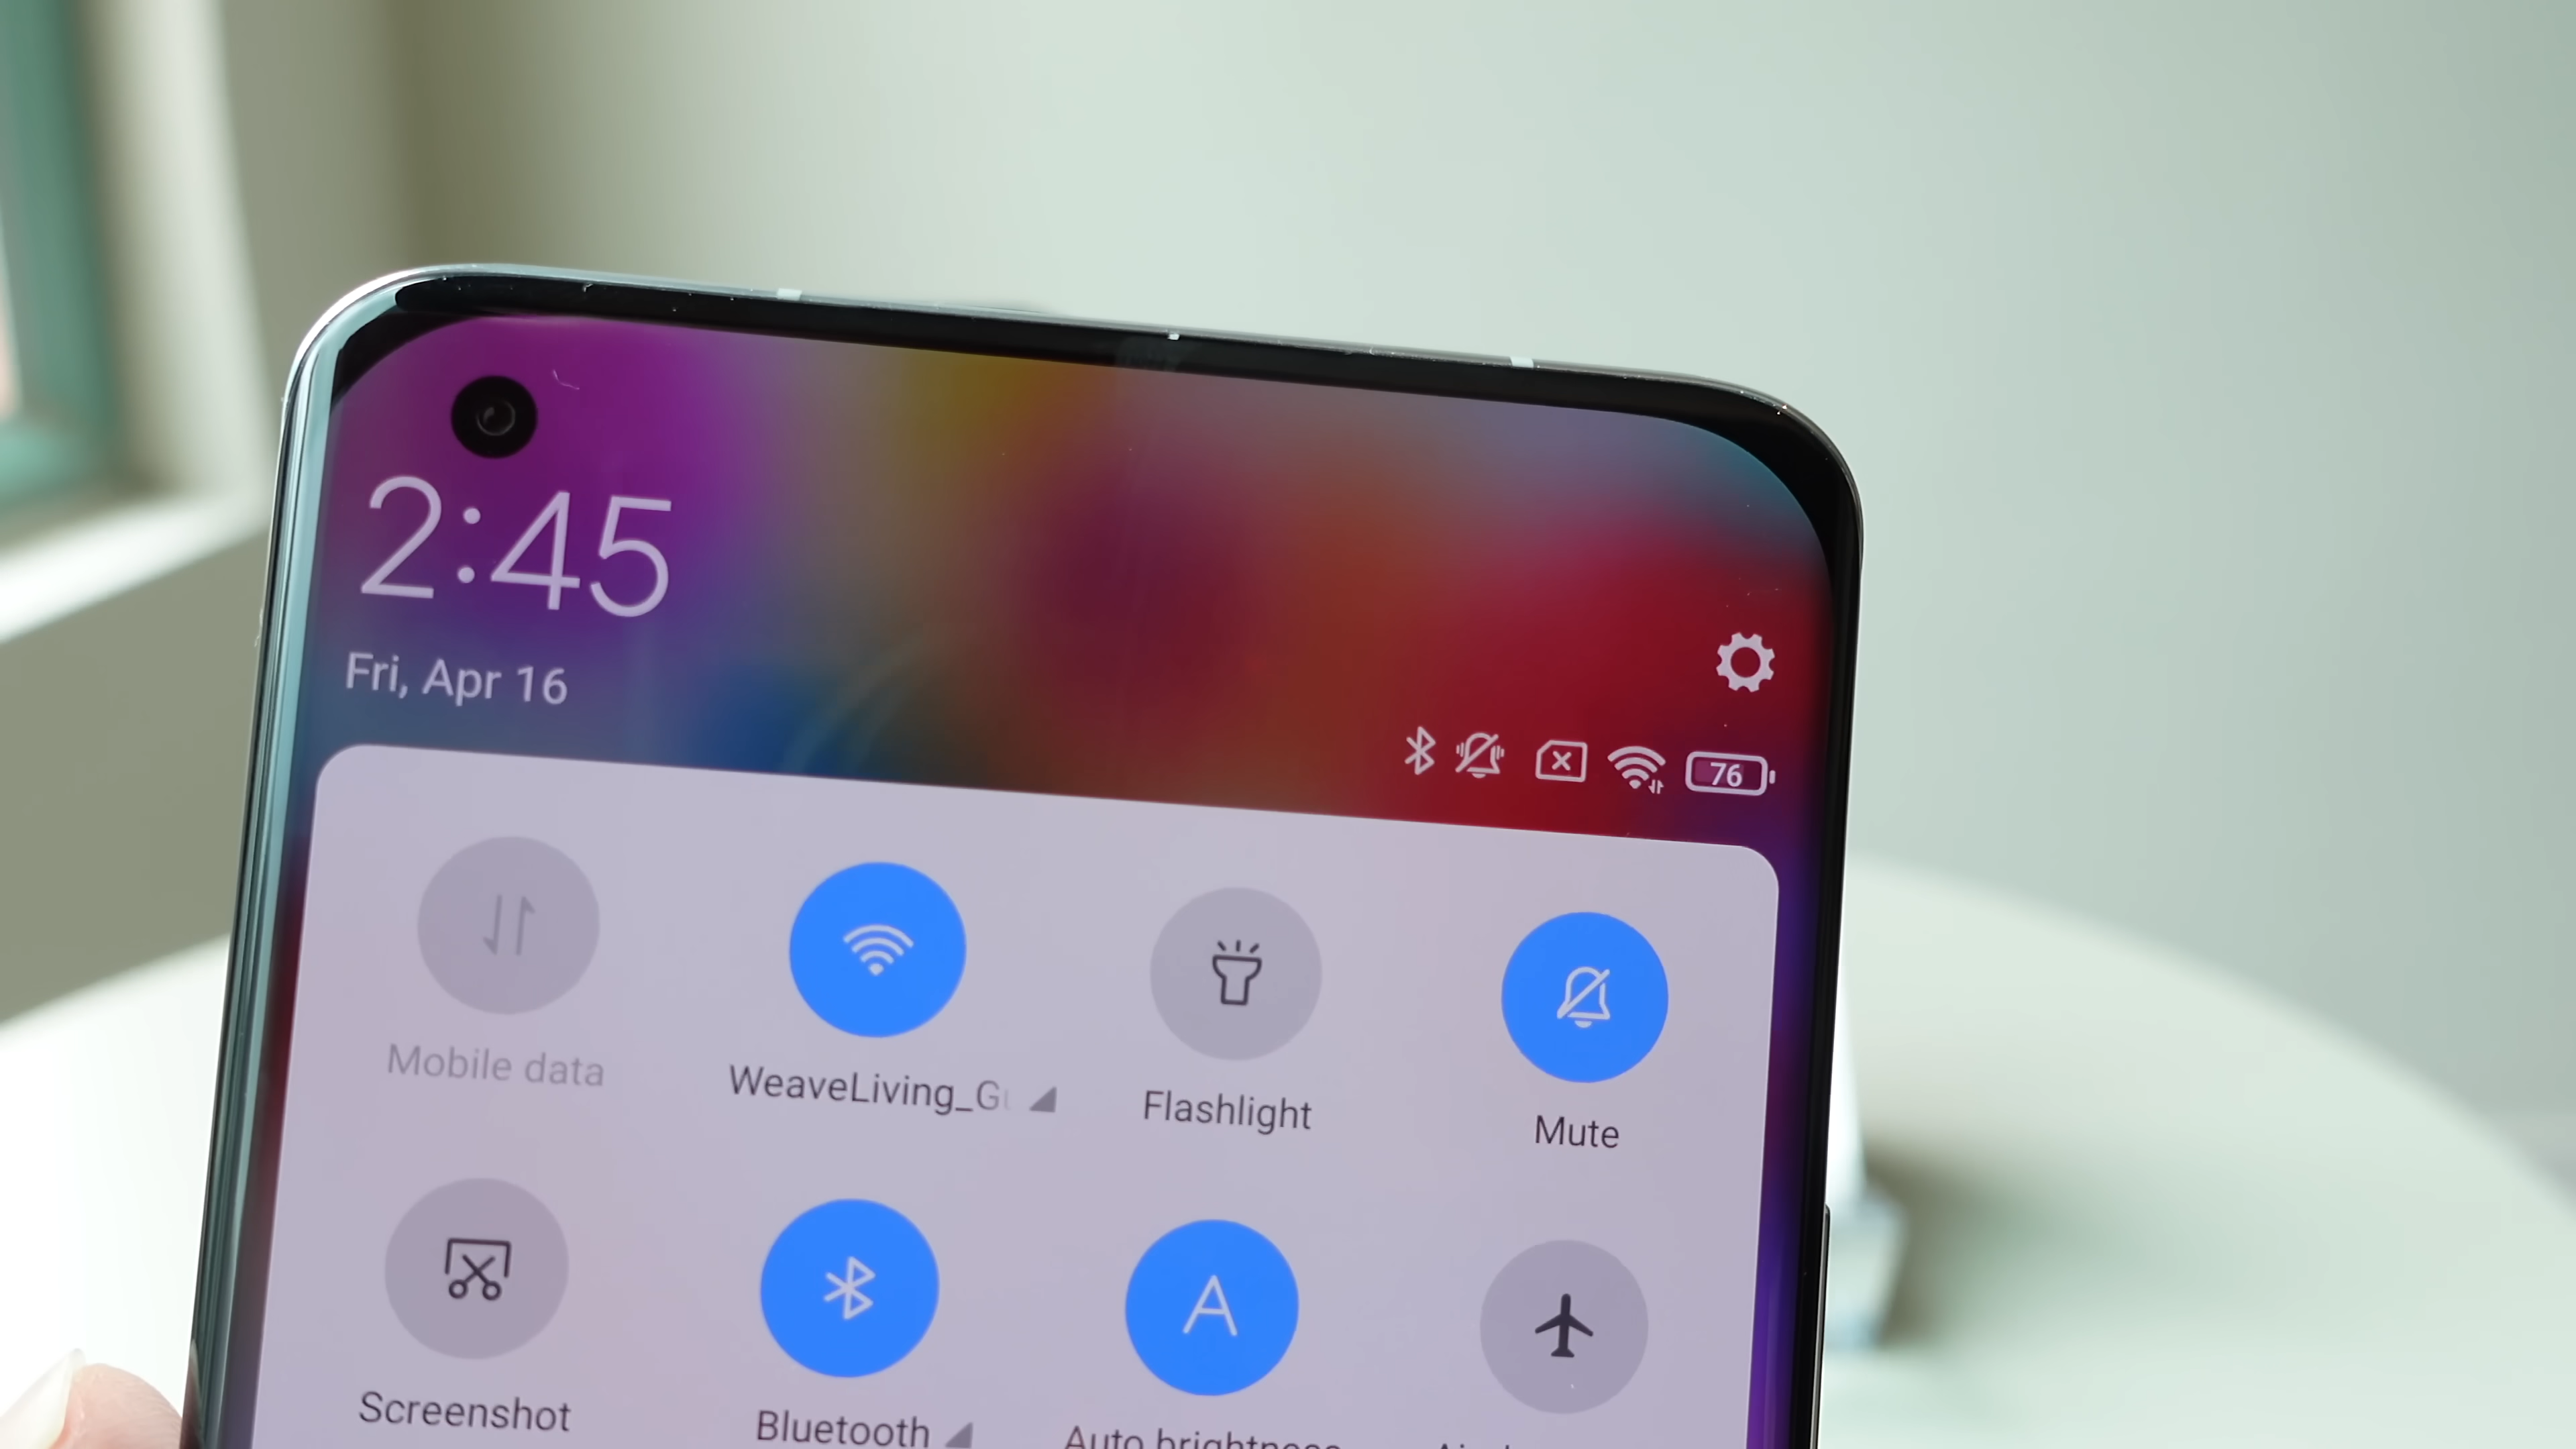 2:45
Fri, Apr 16
76
Mobile data
WeaveLiving_G
Flashlight
Mute
Screenshot
Bluetooth
Auto brightness